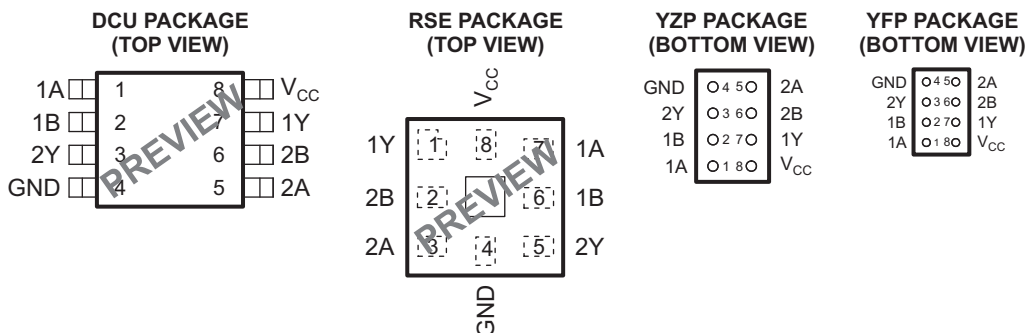 DCU PACKAGE
(TOP VIEW)
1A 1 8 VCC
1B 2 7 1Y
2Y 3 6 2B
GND 4 5 2A
PREVIEW
RSE PACKAGE
(TOP VIEW)
VCC
1Y 1 8 7 1A
2B 2 6 1B
2A 3 4 5 2Y
GND
PREVIEW
YZP PACKAGE
(BOTTOM VIEW)
GND 4 5 2A
2Y 3 6 2B
1B 2 7 1Y
1A 1 8 VCC
YFP PACKAGE
(BOTTOM VIEW)
GND 4 5 2A
2Y 3 6 2B
1B 2 7 1Y
1A 1 8 VCC